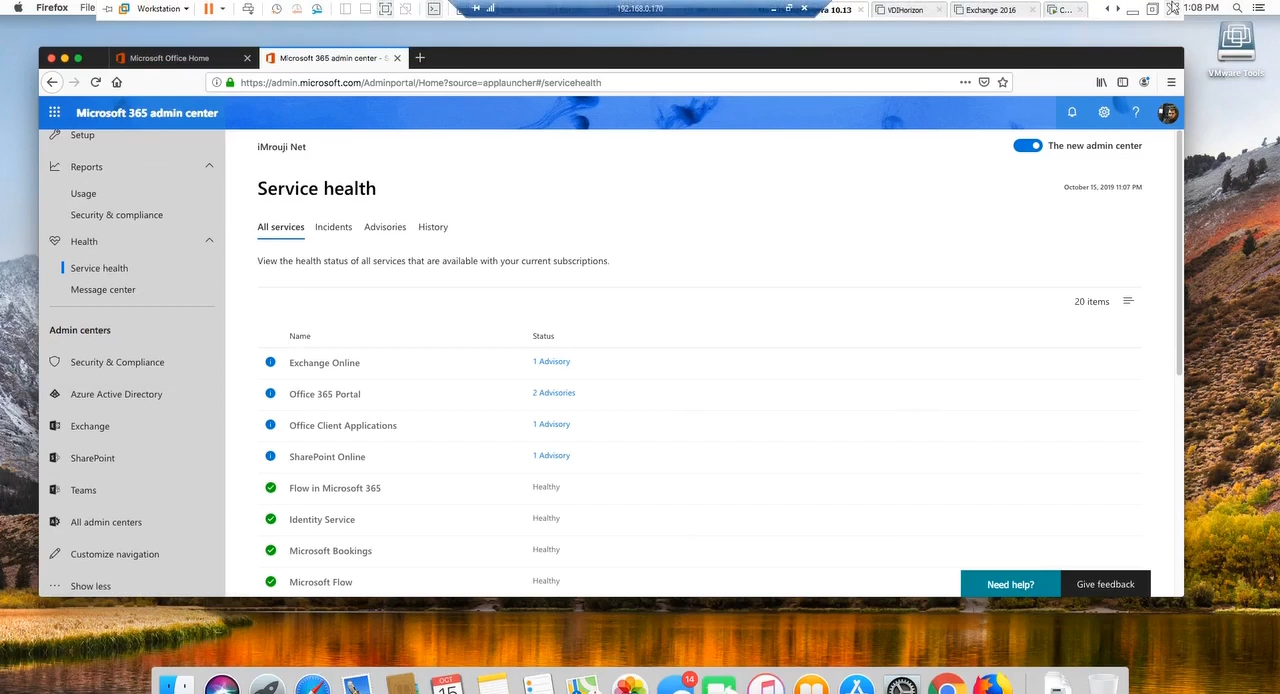 Firefox File Workstation 192.168.0.170 10.13 VDIHorizon Exchange 2016 C... 1:08 PM
VMware Tools
Microsoft Office Home
Microsoft 365 admin center - S
https://admin.microsoft.com/Adminportal/Home?source=applauncher#/servicehealth
Microsoft 365 admin center
?
Setup
Reports
Usage
Security & compliance
Health
Service health
Message center
Admin centers
Security & Compliance
Azure Active Directory
Exchange
SharePoint
Teams
All admin centers
Customize navigation
Show less
iMrouji Net
The new admin center
Service health
October 15, 2019 11:07 PM
All services Incidents Advisories History
View the health status of all services that are available with your current subscriptions.
20 items
Name Status
Exchange Online 1 Advisory
Office 365 Portal 2 Advisories
Office Client Applications 1 Advisory
SharePoint Online 1 Advisory
Flow in Microsoft 365 Healthy
Identity Service Healthy
Microsoft Bookings Healthy
Microsoft Flow Healthy
Need help? Give feedback
OCT
15
14